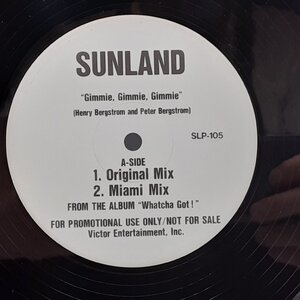 SUNLAND
"Gimmie, Gimmie, Gimmie"
(Henry Bergstrom and Peter Bergstrom)
SLP-105
A-SIDE
1. Original Mix
2. Miami Mix
FROM THE ALBUM "Whatcha Got!"
FOR PROMOTIONAL USE ONLY/NOT FOR SALE
Victor Entertainment, Inc.